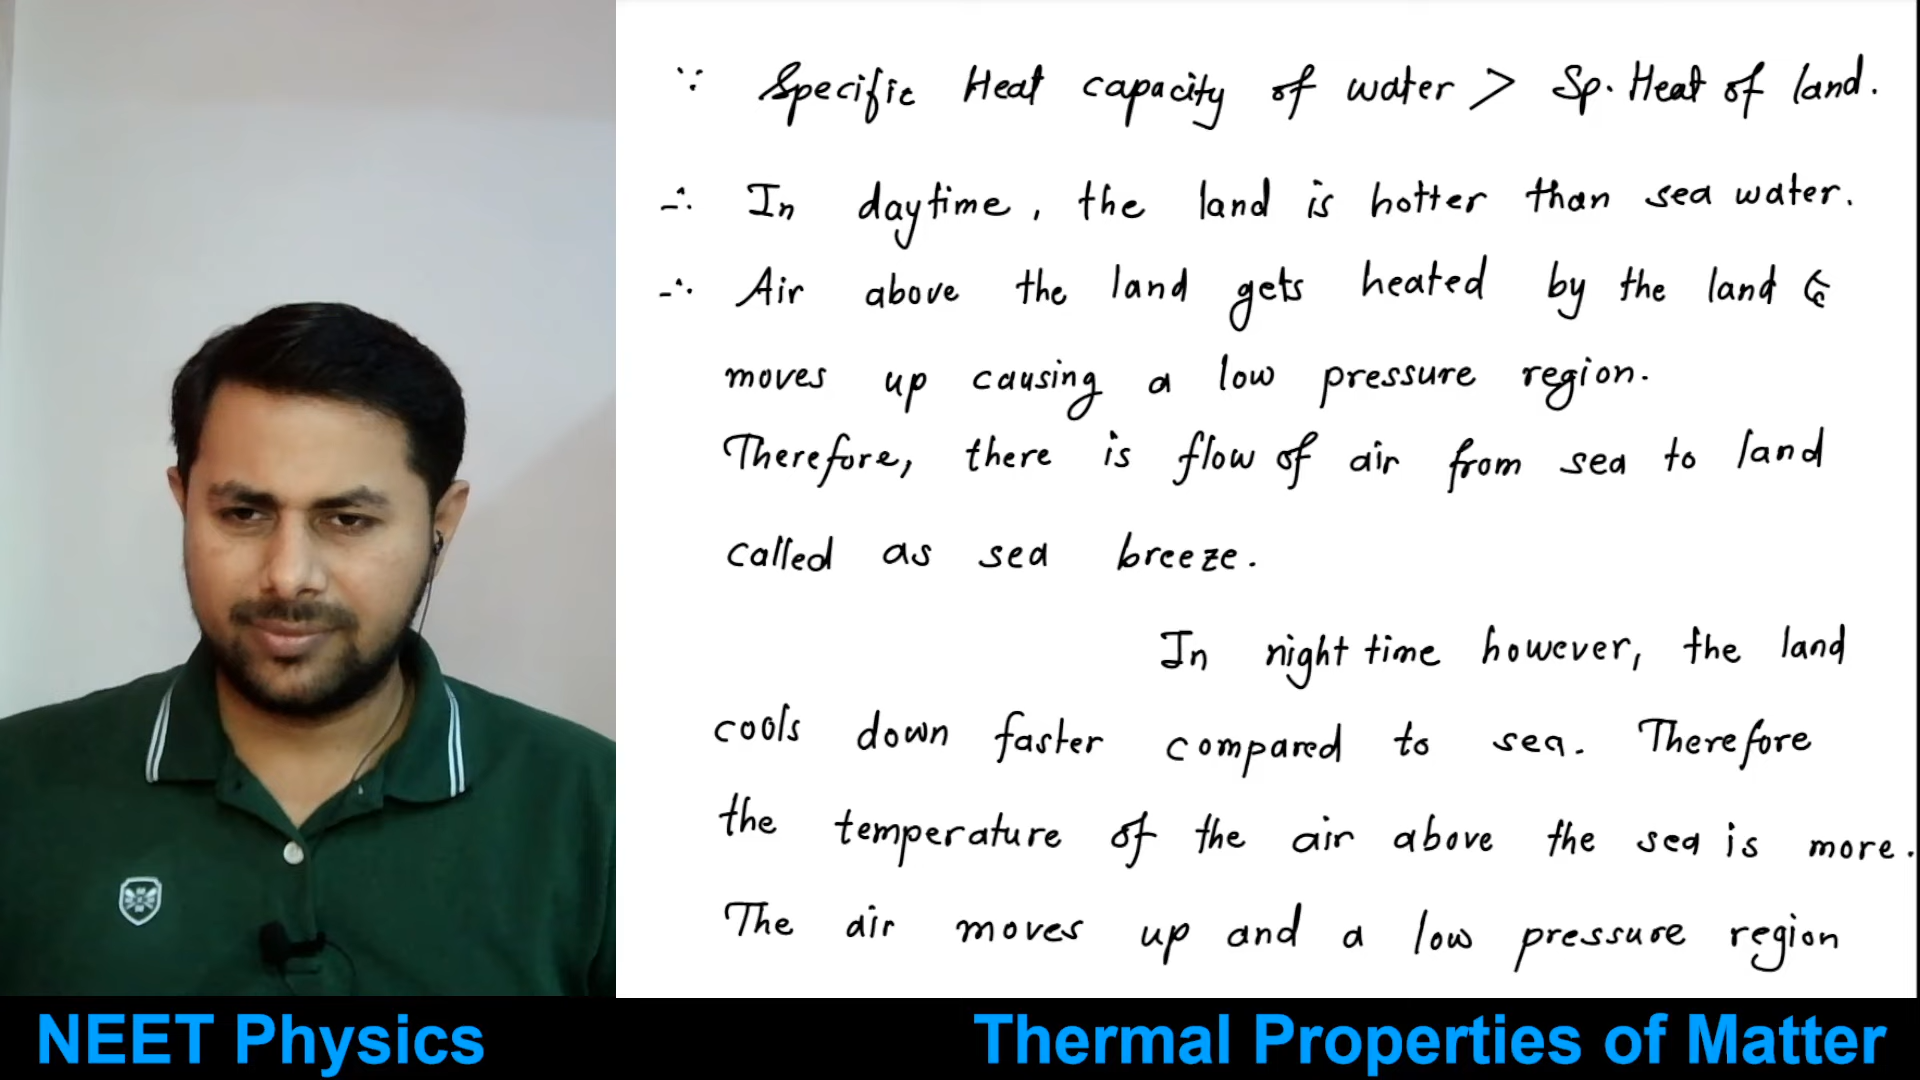 ∵ Specific Heat capacity of water > Sp. Heat of land.
∴ In daytime, the land is hotter than sea water.
∴ Air above the land gets heated by the land &
moves up causing a low pressure region.
Therefore, there is flow of air from sea to land
called as sea breeze.
In night time however, the land
cools down faster compared to sea. Therefore
the temperature of the air above the sea is more.
The air moves up and a low pressure region
NEET Physics
Thermal Properties of Matter